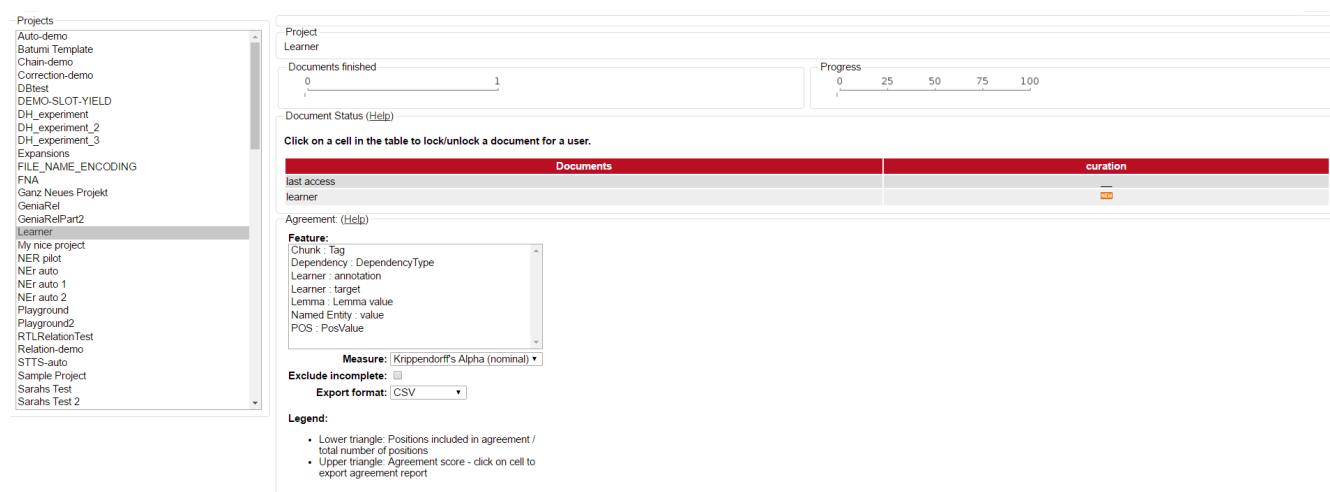 Projects
Auto-demo
Batumi Template
Chain-demo
Correction-demo
DBtest
DEMO-SLOT-YIELD
DH_experiment
DH_experiment_2
DH_experiment_3
Expansions
FILE_NAME_ENCODING
FNA
Ganz Neues Projekt
GeniaRel
GeniaRelPart2
Learner
My nice project
NER pilot
NEr auto
NEr auto 1
NEr auto 2
Playground
Playground2
RTLRelationTest
Relation-demo
STTS-auto
Sample Project
Sarahs Test
Sarahs Test 2
Project
Learner
Documents finished
0 1
Progress
0 25 50 75 100
Document Status (Help)
Click on a cell in the table to lock/unlock a document for a user.
Documents curation
last access __
learner NEW
Agreement: (Help)
Feature:
Chunk : Tag
Dependency : DependencyType
Learner : annotation
Learner : target
Lemma : Lemma value
Named Entity : value
POS : PosValue
Measure: Krippendorff's Alpha (nominal)
Exclude incomplete:
Export format: CSV
Legend:
• Lower triangle: Positions included in agreement /
total number of positions
• Upper triangle: Agreement score - click on cell to
export agreement report